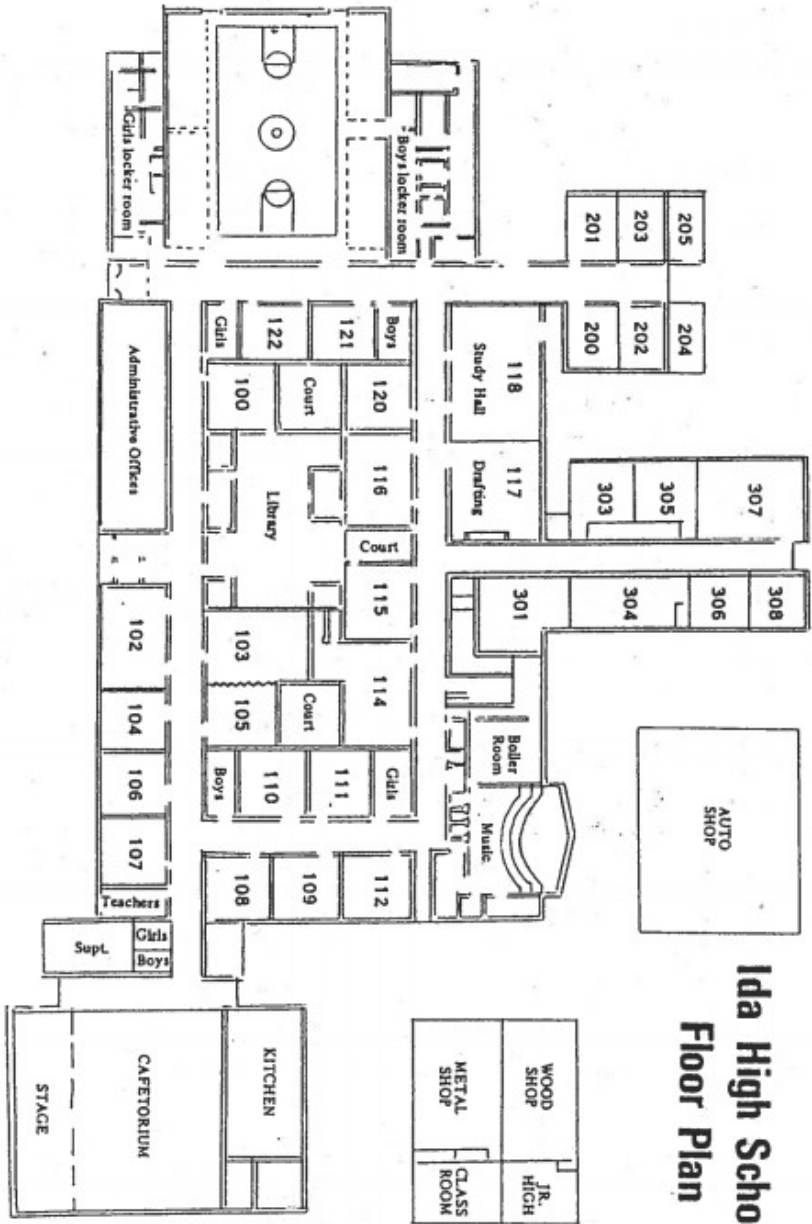 Ida High Scho
Floor Plan
205
203
201
204
202
200
307
305
303
308
306
304
301
AUTO
SHOP
WOOD
SHOP
JR.
HIGH
METAL
SHOP
CLASS
ROOM
118
Study Hall
117
Drafting
Boiler
Room
Music
Boys locker room
Girls locker room
Boys
121
122
Girls
120
Court
100
116
Library
Court
115
114
103
Court
105
Girls
111
110
Boys
112
109
108
Administrative Offices
102
104
106
107
Teachers
Girls
Boys
Supt.
KITCHEN
CAFETORIUM
STAGE